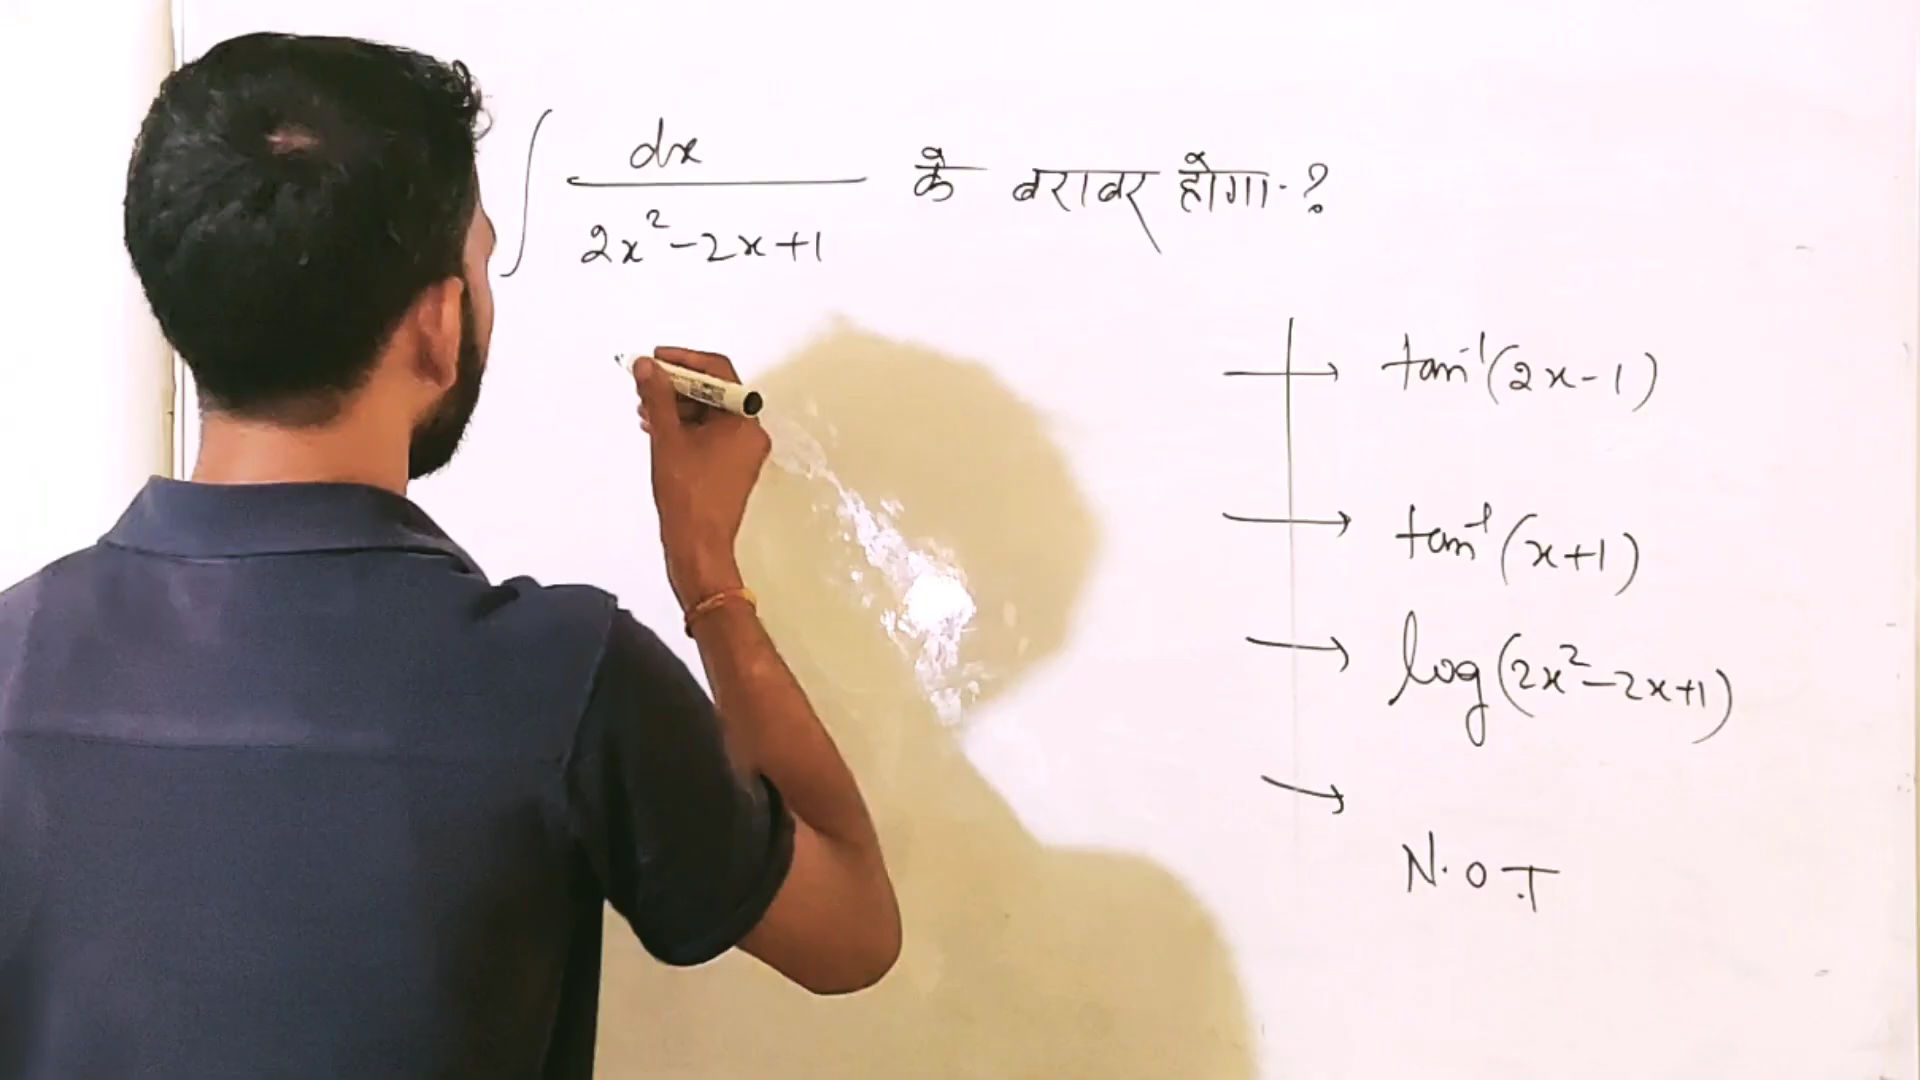 ∫ dx / 2x²-2x+1 के बराबर होगा-?
→ tan⁻¹(2x-1)
→ tan⁻¹(x+1)
→ log(2x²-2x+1)
→ N.O.T